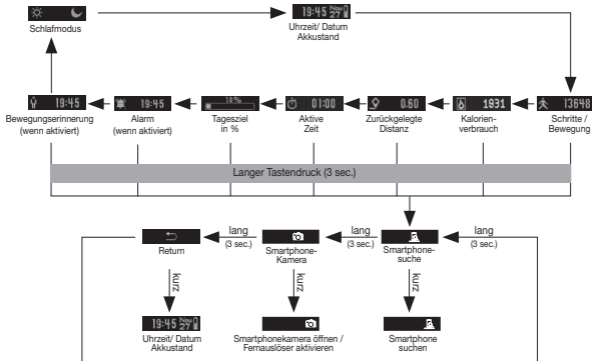 19:45 Nov 27
Schlafmodus
Uhrzeit/ Datum
Akkustand
19:45
19:45
18%
01:00
0.60
1931
13648
Bewegungserinnerung
(wenn aktiviert)
Alarm
(wenn aktiviert)
Tagesziel
in %
Aktive
Zeit
Zurückgelegte
Distanz
Kalorien-
verbrauch
Schritte /
Bewegung
Langer Tastendruck (3 sec.)
Return
lang
(3 sec.)
Smartphone-
Kamera
lang
(3 sec.)
Smartphone-
suche
lang
(3 sec.)
kurz
kurz
kurz
19:45 Nov 27
Uhrzeit/ Datum
Akkustand
Smartphonekamera öffnen /
Fernauslöser aktivieren
Smartphone
suchen